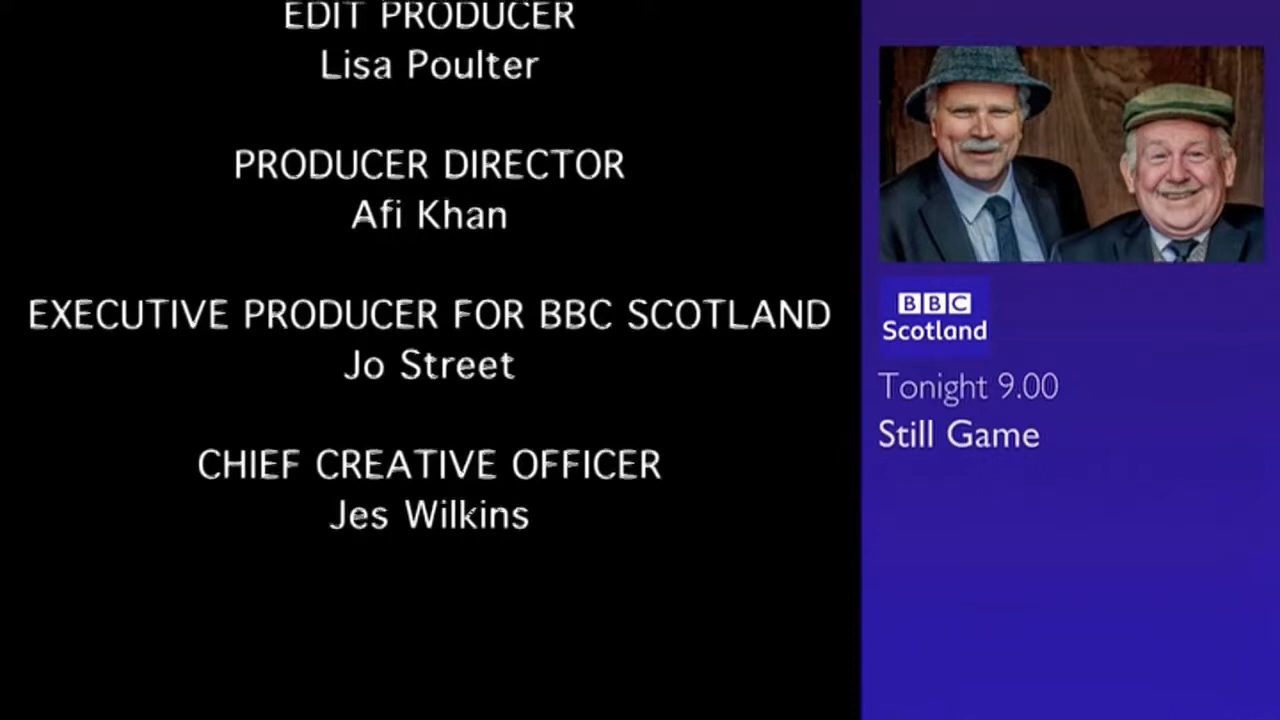 EDIT PRODUCER
Lisa Poulter
PRODUCER DIRECTOR
Afi Khan
EXECUTIVE PRODUCER FOR BBC SCOTLAND
Jo Street
CHIEF CREATIVE OFFICER
Jes Wilkins
BBC
Scotland
Tonight 9.00
Still Game